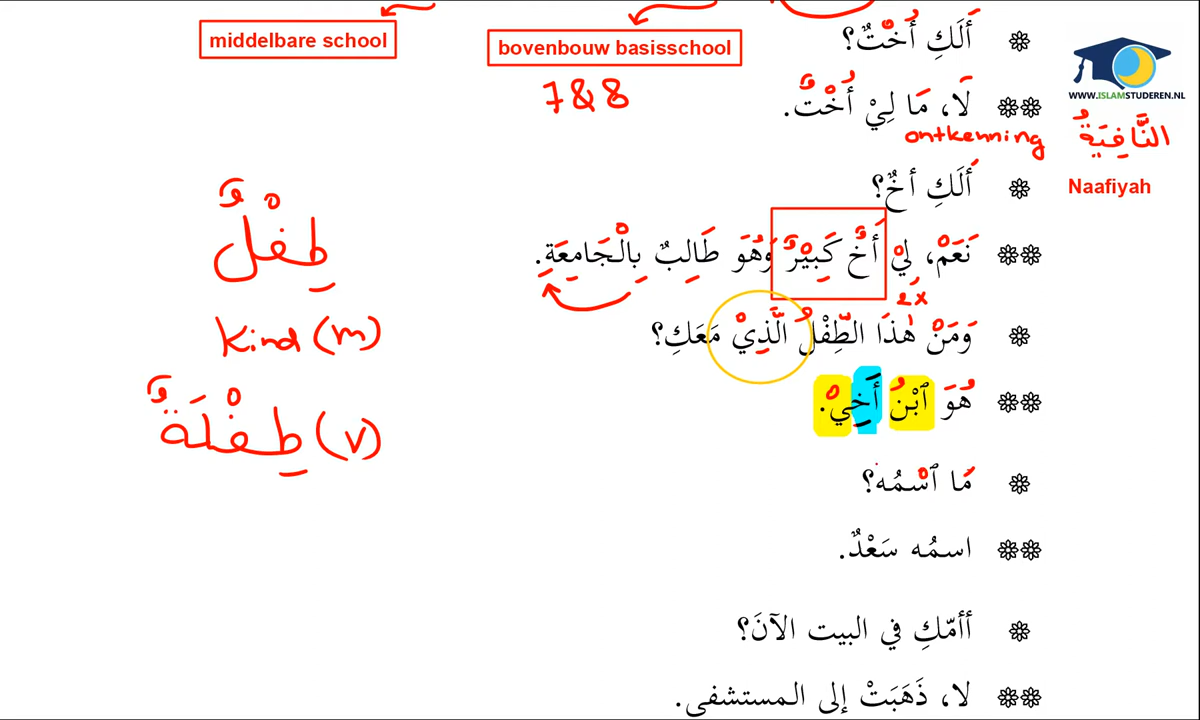 middelbare school
bovenbouw basisschool
7 & 8
WWW.ISLAMSTUDEREN.NL
أَلَكِ أُخْتٌ؟
لَا، مَا لِيْ أُخْتٌ.
ontkenning
النَّافِيَةُ
Naafiyah
أَلَكِ أَخٌ؟
نَعَمْ، لِيْ أَخٌ كَبِيْرٌ وَهُوَ طَالِبٌ بِالْجَامِعَةِ.
2x
وَمَنْ هٰذَا الطِّفْلُ الَّذِيْ مَعَكِ؟
هُوَ ٱبْنُ أَخِيْ.
مَا ٱسْمُه؟
اسمُه سَعْدٌ.
أأمّكِ في البيت الآنَ؟
لا، ذَهَبَتْ إلى المستشفى.
طِفْلٌ
kind (m)
طِفْلَةٌ (v)